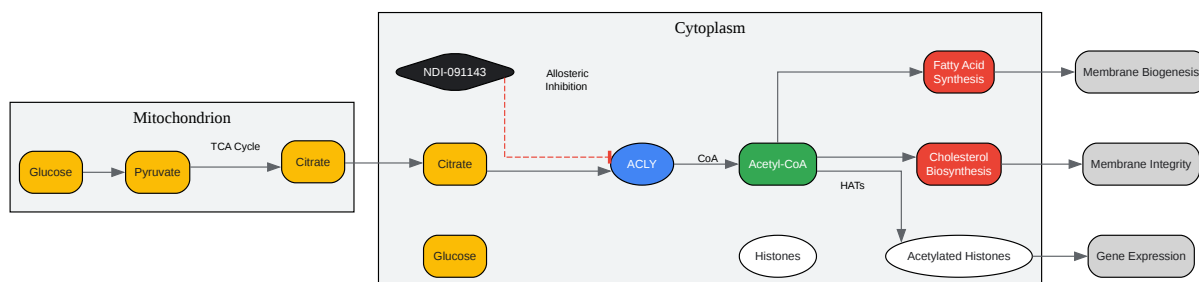 Cytoplasm
NDI-091143
Allosteric
Inhibition
Fatty Acid
Synthesis
Membrane Biogenesis
Mitochondrion
Glucose
Pyruvate
TCA Cycle
Citrate
Citrate
ACLY
CoA
Acetyl-CoA
HATs
Cholesterol
Biosynthesis
Membrane Integrity
Glucose
Histones
Acetylated Histones
Gene Expression